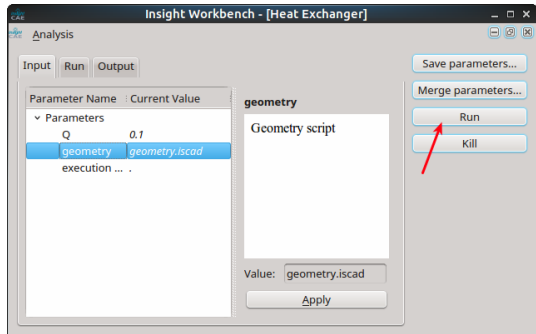 Insight Workbench - [Heat Exchanger]
CAE
Analysis
Input Run Output
Save parameters...
Merge parameters...
Run
Kill
Parameter Name Current Value
Parameters
Q 0.1
geometry geometry.iscad
execution ... .
geometry
Geometry script
Value: geometry.iscad
Apply